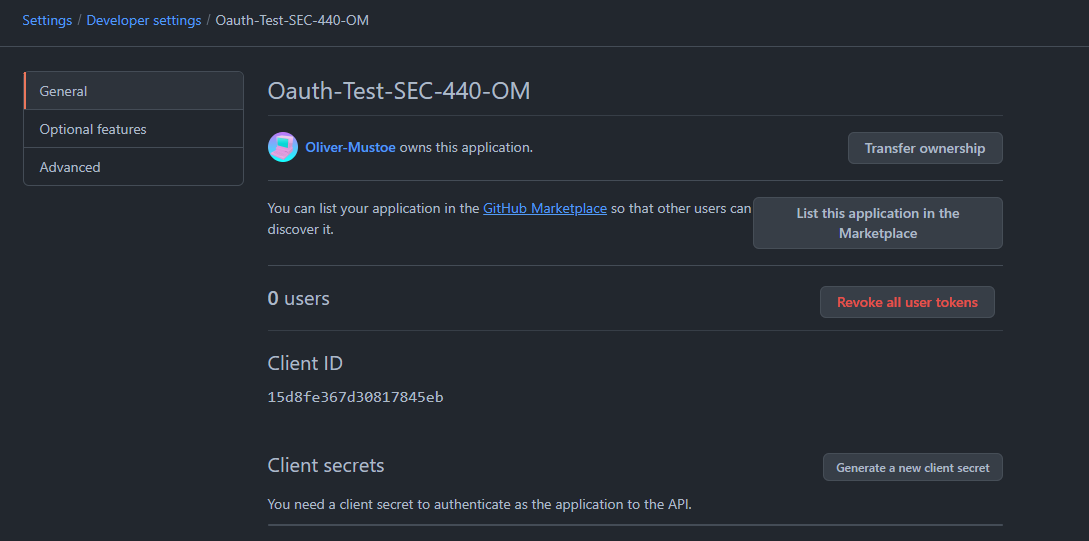 Settings / Developer settings / Oauth-Test-SEC-440-OM
General
Optional features
Advanced
Oauth-Test-SEC-440-OM
Oliver-Mustoe owns this application.
Transfer ownership
You can list your application in the GitHub Marketplace so that other users can
discover it.
List this application in the
Marketplace
0 users
Revoke all user tokens
Client ID
15d8fe367d30817845eb
Client secrets
Generate a new client secret
You need a client secret to authenticate as the application to the API.